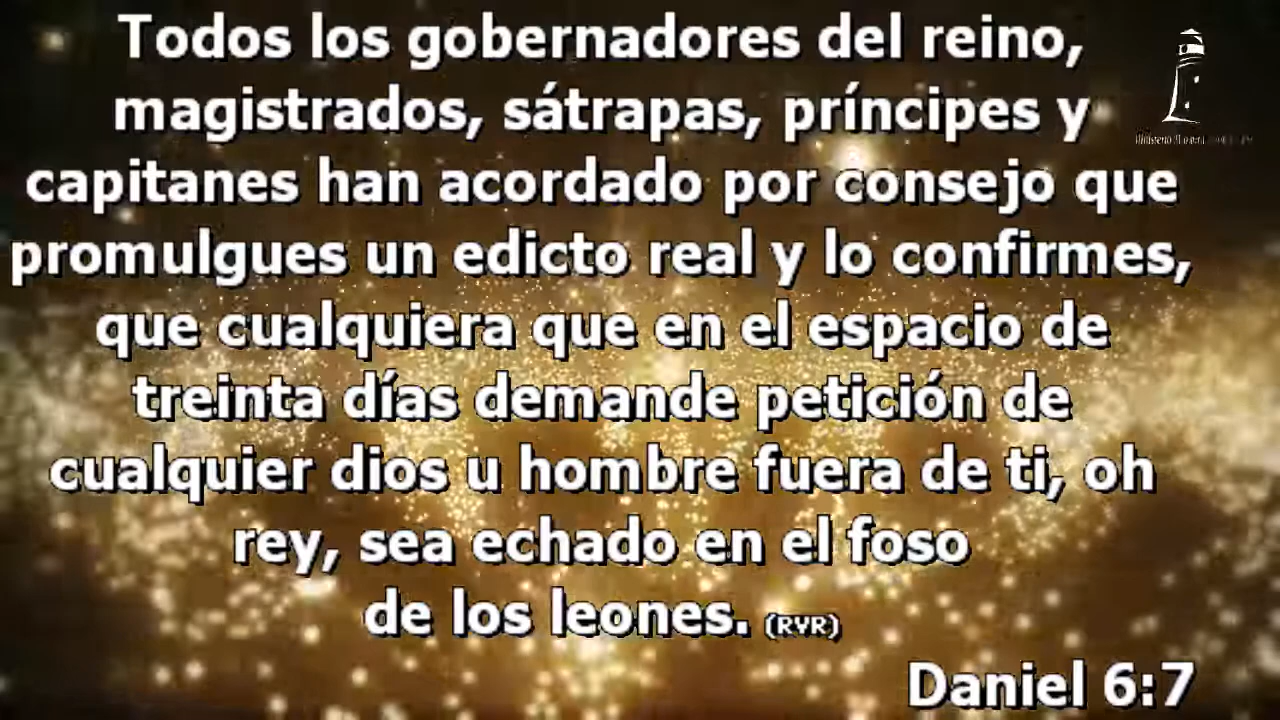 Todos los gobernadores del reino,
magistrados, sátrapas, príncipes y
capitanes han acordado por consejo que
promulgues un edicto real y lo confirmes,
que cualquiera que en el espacio de
treinta días demande petición de
cualquier dios u hombre fuera de ti, oh
rey, sea echado en el foso
de los leones. (RVR)
Daniel 6:7
Ministerio